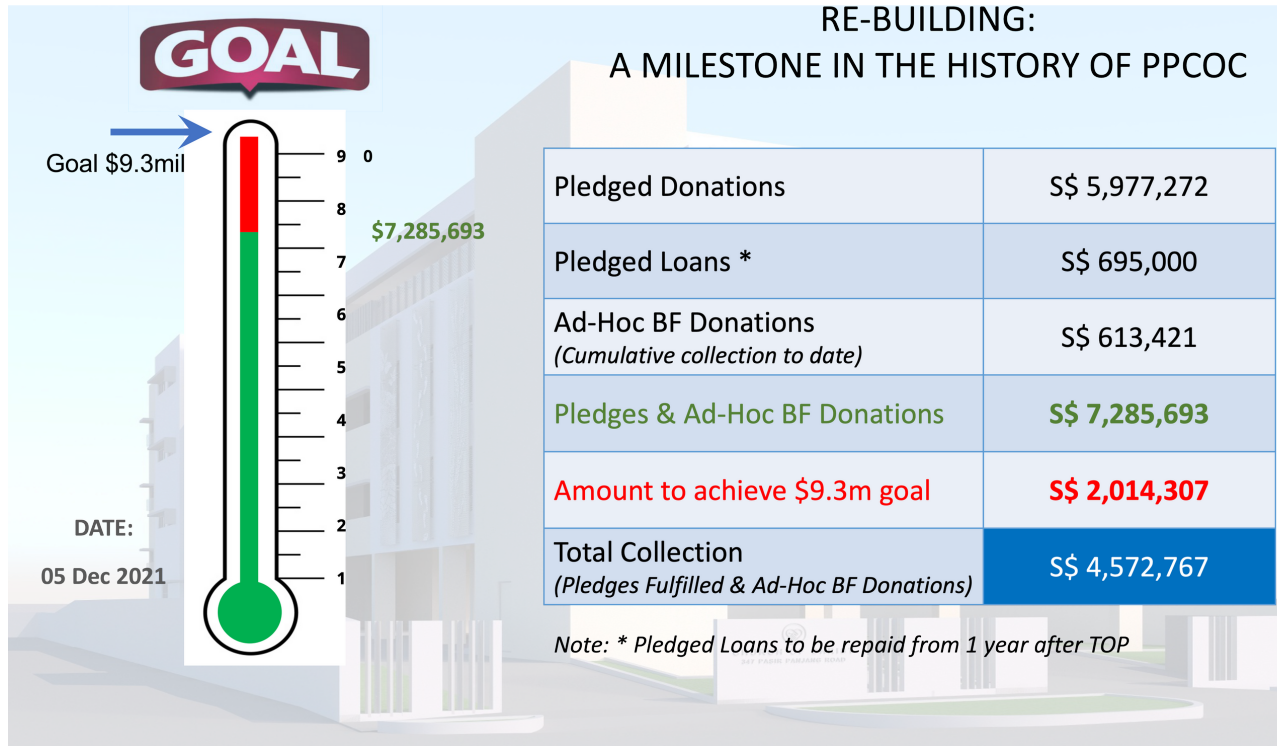 GOAL
RE-BUILDING:
A MILESTONE IN THE HISTORY OF PPCOC
Goal $9.3mil
9 0
8
$7,285,693
7
6
5
4
3
2
1
DATE:
05 Dec 2021
Pledged Donations S$ 5,977,272
Pledged Loans * S$ 695,000
Ad-Hoc BF Donations
(Cumulative collection to date) S$ 613,421
Pledges & Ad-Hoc BF Donations S$ 7,285,693
Amount to achieve $9.3m goal S$ 2,014,307
Total Collection
(Pledges Fulfilled & Ad-Hoc BF Donations) S$ 4,572,767
Note: * Pledged Loans to be repaid from 1 year after TOP